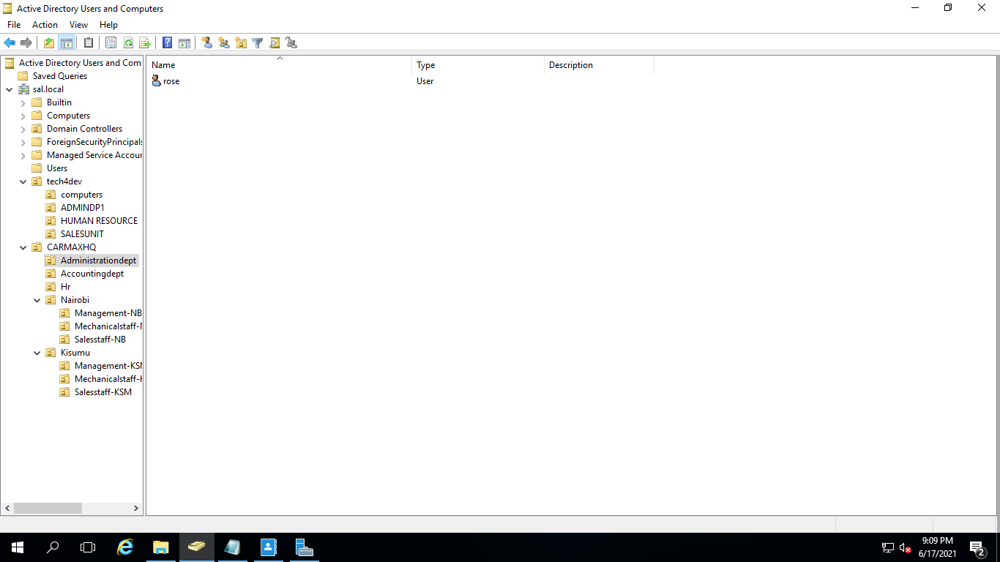 Active Directory Users and Computers
File Action View Help
Active Directory Users and Com
Saved Queries
sal.local
Builtin
Computers
Domain Controllers
ForeignSecurityPrincipals
Managed Service Accour
Users
tech4dev
computers
ADMINDP1
HUMAN RESOURCE
SALESUNIT
CARMAXHQ
Administrationdept
Accountingdept
Hr
Nairobi
Management-NB
Mechanicalstaff-N
Salesstaff-NB
Kisumu
Management-KSM
Mechanicalstaff-K
Salesstaff-KSM
Name Type Description
rose User
9:09 PM
6/17/2021
2